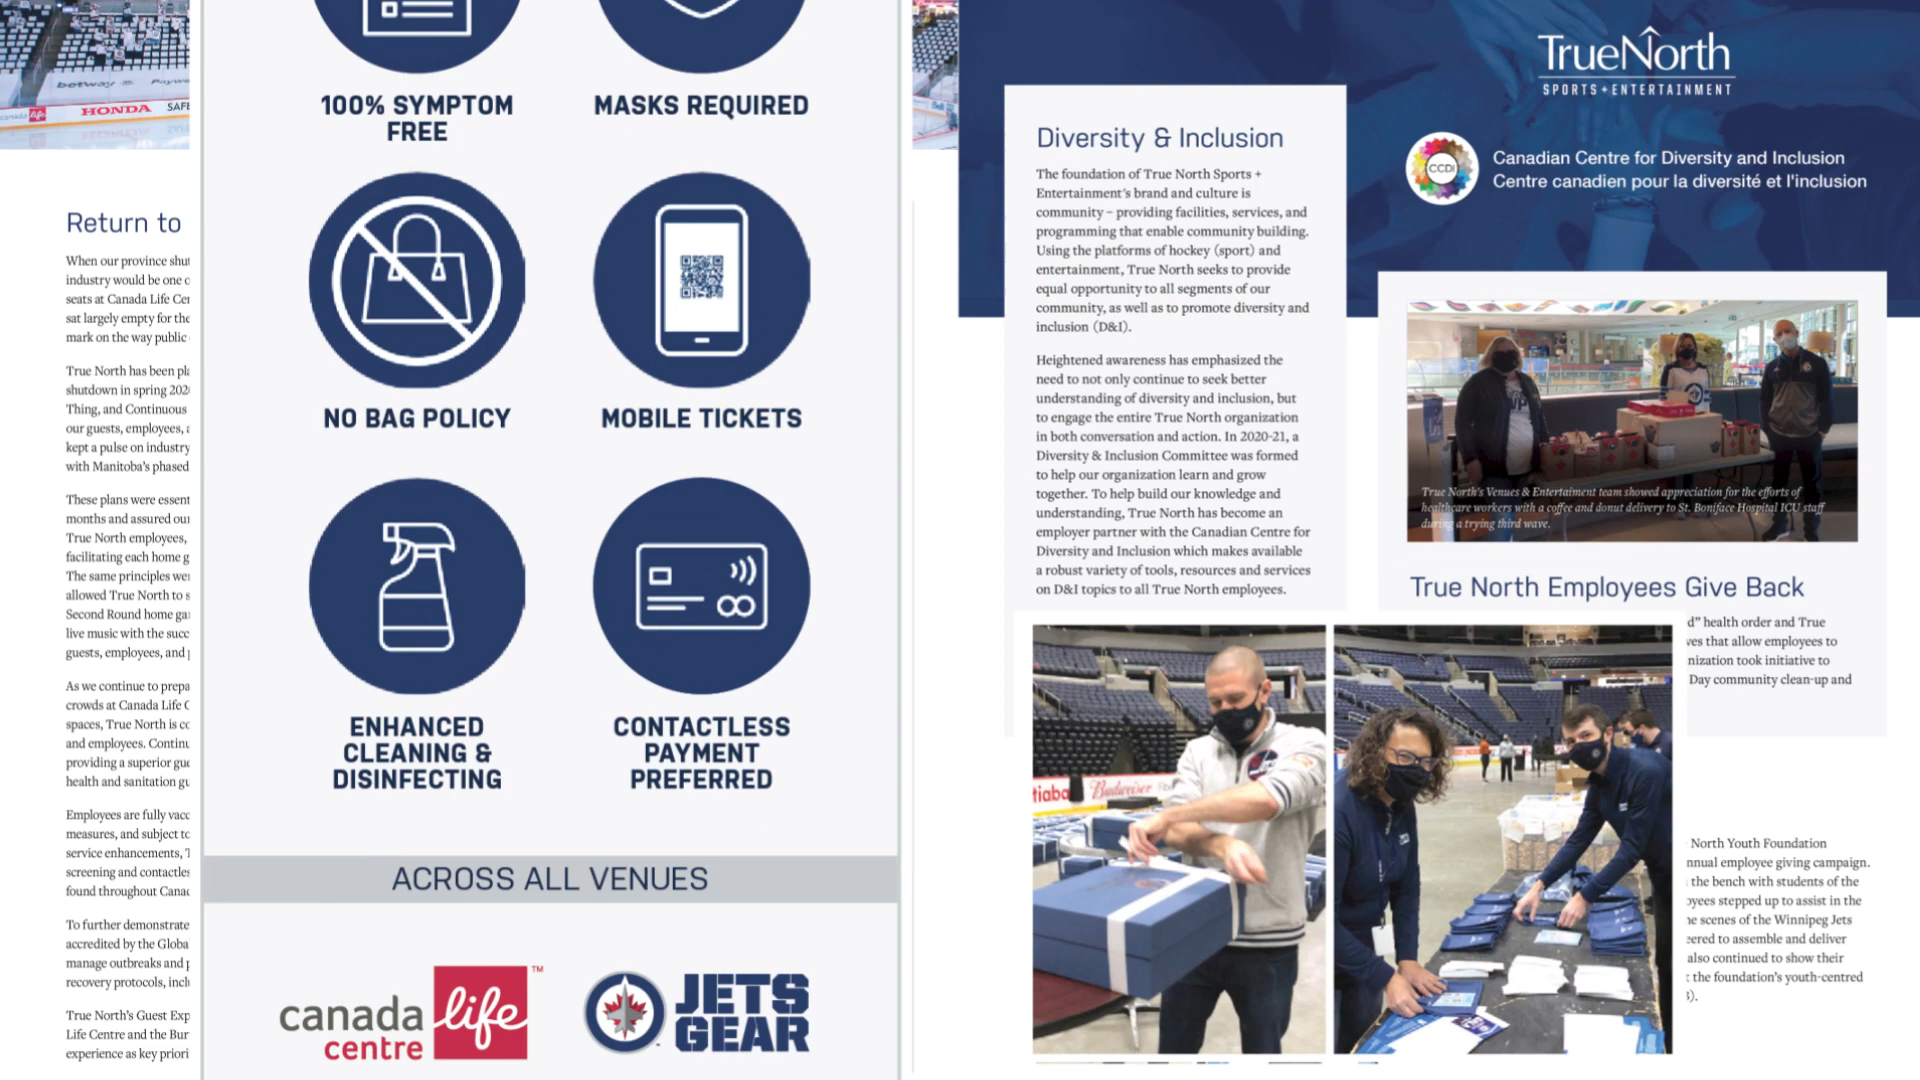 betway
HONDA
SAFE
canada life
Return to
When our province shut
industry would be one o
seats at Canada Life Cen
sat largely empty for the
mark on the way public
True North has been pla
shutdown in spring 202
Thing, and Continuous
our guests, employees, a
kept a pulse on industry
with Manitoba's phased
These plans were essent
months and assured our
True North employees,
facilitating each home g
The same principles wer
allowed True North to s
Second Round home ga
live music with the succ
guests, employees, and p
As we continue to prepa
crowds at Canada Life C
spaces, True North is co
and employees. Continu
providing a superior gue
health and sanitation gu
Employees are fully vacc
measures, and subject to
service enhancements, T
screening and contactles
found throughout Canad
To further demonstrate
accredited by the Globa
manage outbreaks and p
recovery protocols, inclu
True North's Guest Exp
Life Centre and the Bur
experience as key priori
100% SYMPTOM
FREE
MASKS REQUIRED
NO BAG POLICY
MOBILE TICKETS
ENHANCED
CLEANING &
DISINFECTING
CONTACTLESS
PAYMENT
PREFERRED
ACROSS ALL VENUES
canada life™
centre
JETS
GEAR
TrueNorth
SPORTS+ENTERTAINMENT
CCDI
Canadian Centre for Diversity and Inclusion
Centre canadien pour la diversité et l'inclusion
Diversity & Inclusion
The foundation of True North Sports +
Entertainment's brand and culture is
community – providing facilities, services, and
programming that enable community building.
Using the platforms of hockey (sport) and
entertainment, True North seeks to provide
equal opportunity to all segments of our
community, as well as to promote diversity and
inclusion (D&I).
Heightened awareness has emphasized the
need to not only continue to seek better
understanding of diversity and inclusion, but
to engage the entire True North organization
in both conversation and action. In 2020-21, a
Diversity & Inclusion Committee was formed
to help our organization learn and grow
together. To help build our knowledge and
understanding, True North has become an
employer partner with the Canadian Centre for
Diversity and Inclusion which makes available
a robust variety of tools, resources and services
on D&I topics to all True North employees.
True North's Venues & Entertaiment team showed appreciation for the efforts of
healthcare workers with a coffee and donut delivery to St. Boniface Hospital ICU staff
during a trying third wave.
True North Employees Give Back
d” health order and True
ves that allow employees to
nization took initiative to
Day community clean-up and
tiaba
Budweiser
North Youth Foundation
nnual employee giving campaign.
the bench with students of the
oyees stepped up to assist in the
he scenes of the Winnipeg Jets
eered to assemble and deliver
also continued to show their
t the foundation's youth-centred
).